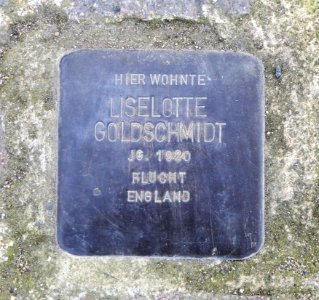 HIER WOHNTE
LISELOTTE
GOLDSCHMIDT
JG. 1920
FLUCHT
ENGLAND